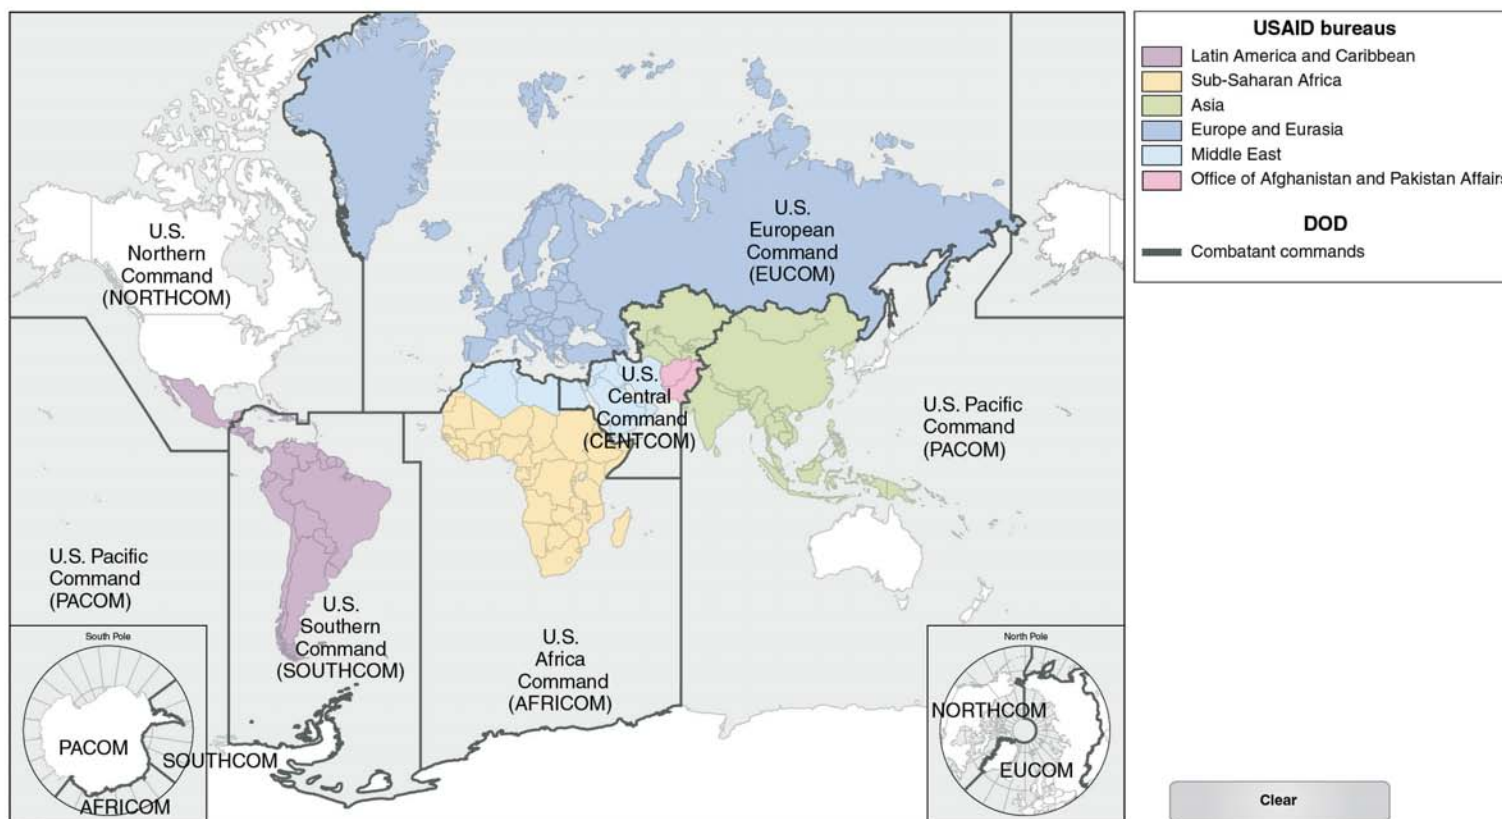 USAID bureaus
Latin America and Caribbean
Sub-Saharan Africa
Asia
Europe and Eurasia
Middle East
Office of Afghanistan and Pakistan Affairs
DOD
Combatant commands
U.S.
Northern
Command
(NORTHCOM)
U.S.
European
Command
(EUCOM)
U.S.
Central
Command
(CENTCOM)
U.S. Pacific
Command
(PACOM)
U.S. Pacific
Command
(PACOM)
U.S.
Southern
Command
(SOUTHCOM)
U.S.
Africa
Command
(AFRICOM)
South Pole
PACOM
SOUTHCOM
AFRICOM
North Pole
NORTHCOM
EUCOM
Clear